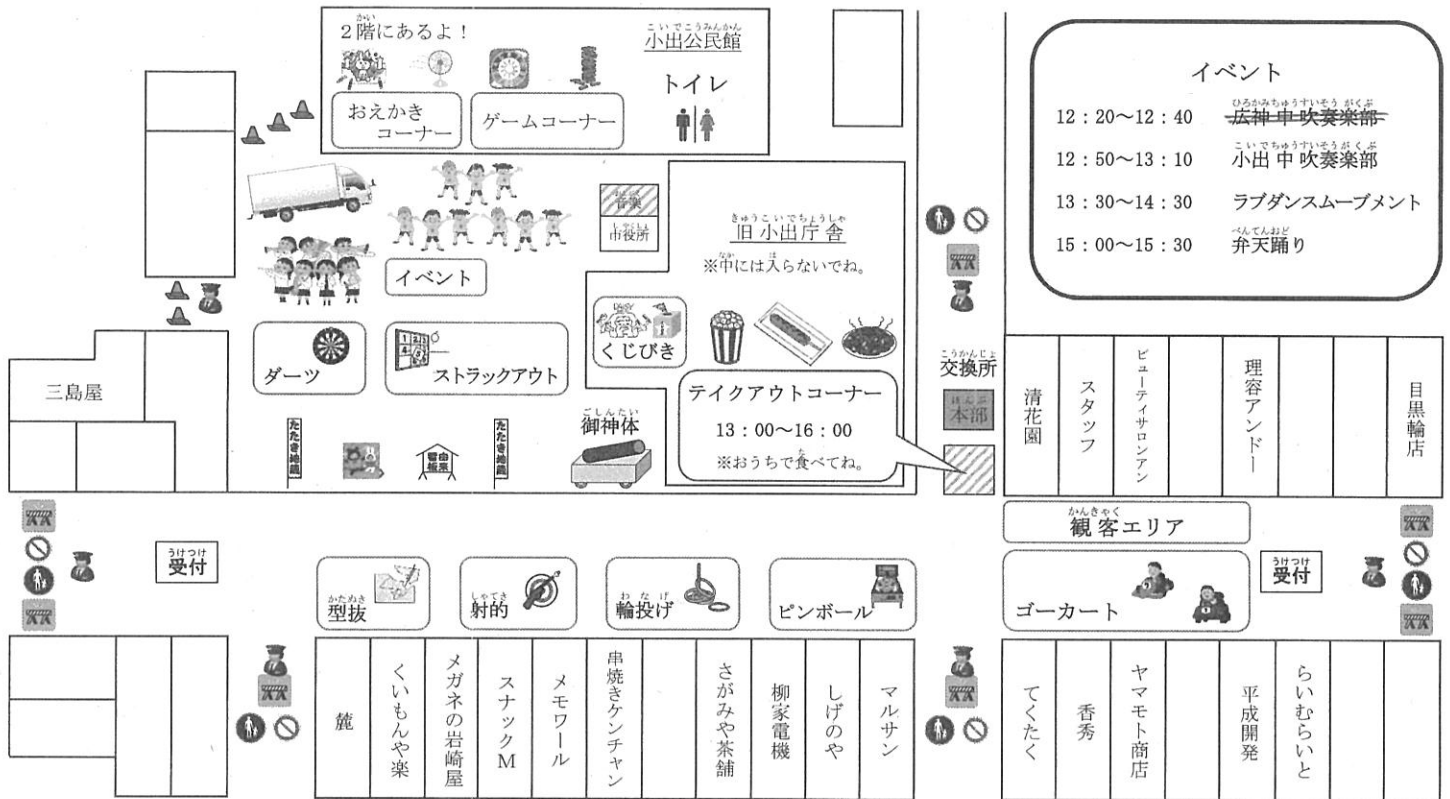 2階にあるよ!
小出公民館
トイレ
おえかき
コーナー
ゲームコーナー
イベント
12:20~12:40 広神中吹奏楽部
12:50~13:10 小出中吹奏楽部
13:30~14:30 ラブダンスムーブメント
15:00~15:30 弁天踊り
音楽
市役所
旧小出庁舎
※中には入らないでね。
イベント
くじびき
ダーツ
ストラックアウト
三島屋
テイクアウトコーナー
13:00~16:00
※おうちで食べてね。
交換所
本部
御神体
たたき地蔵
由来
看板
たたき地蔵
清花園
スタッフ
ビューティサロンアン
理容アンドー
目黒輪店
観客エリア
受付
型抜
射的
輪投げ
ピンボール
ゴーカート
受付
麓
くいもんや楽
メガネの岩崎屋
スナックM
メモワール
串焼きケンチャン
さがみや茶舗
柳家電機
しげのや
マルサン
てくたく
香秀
ヤマモト商店
平成開発
らいむらいと